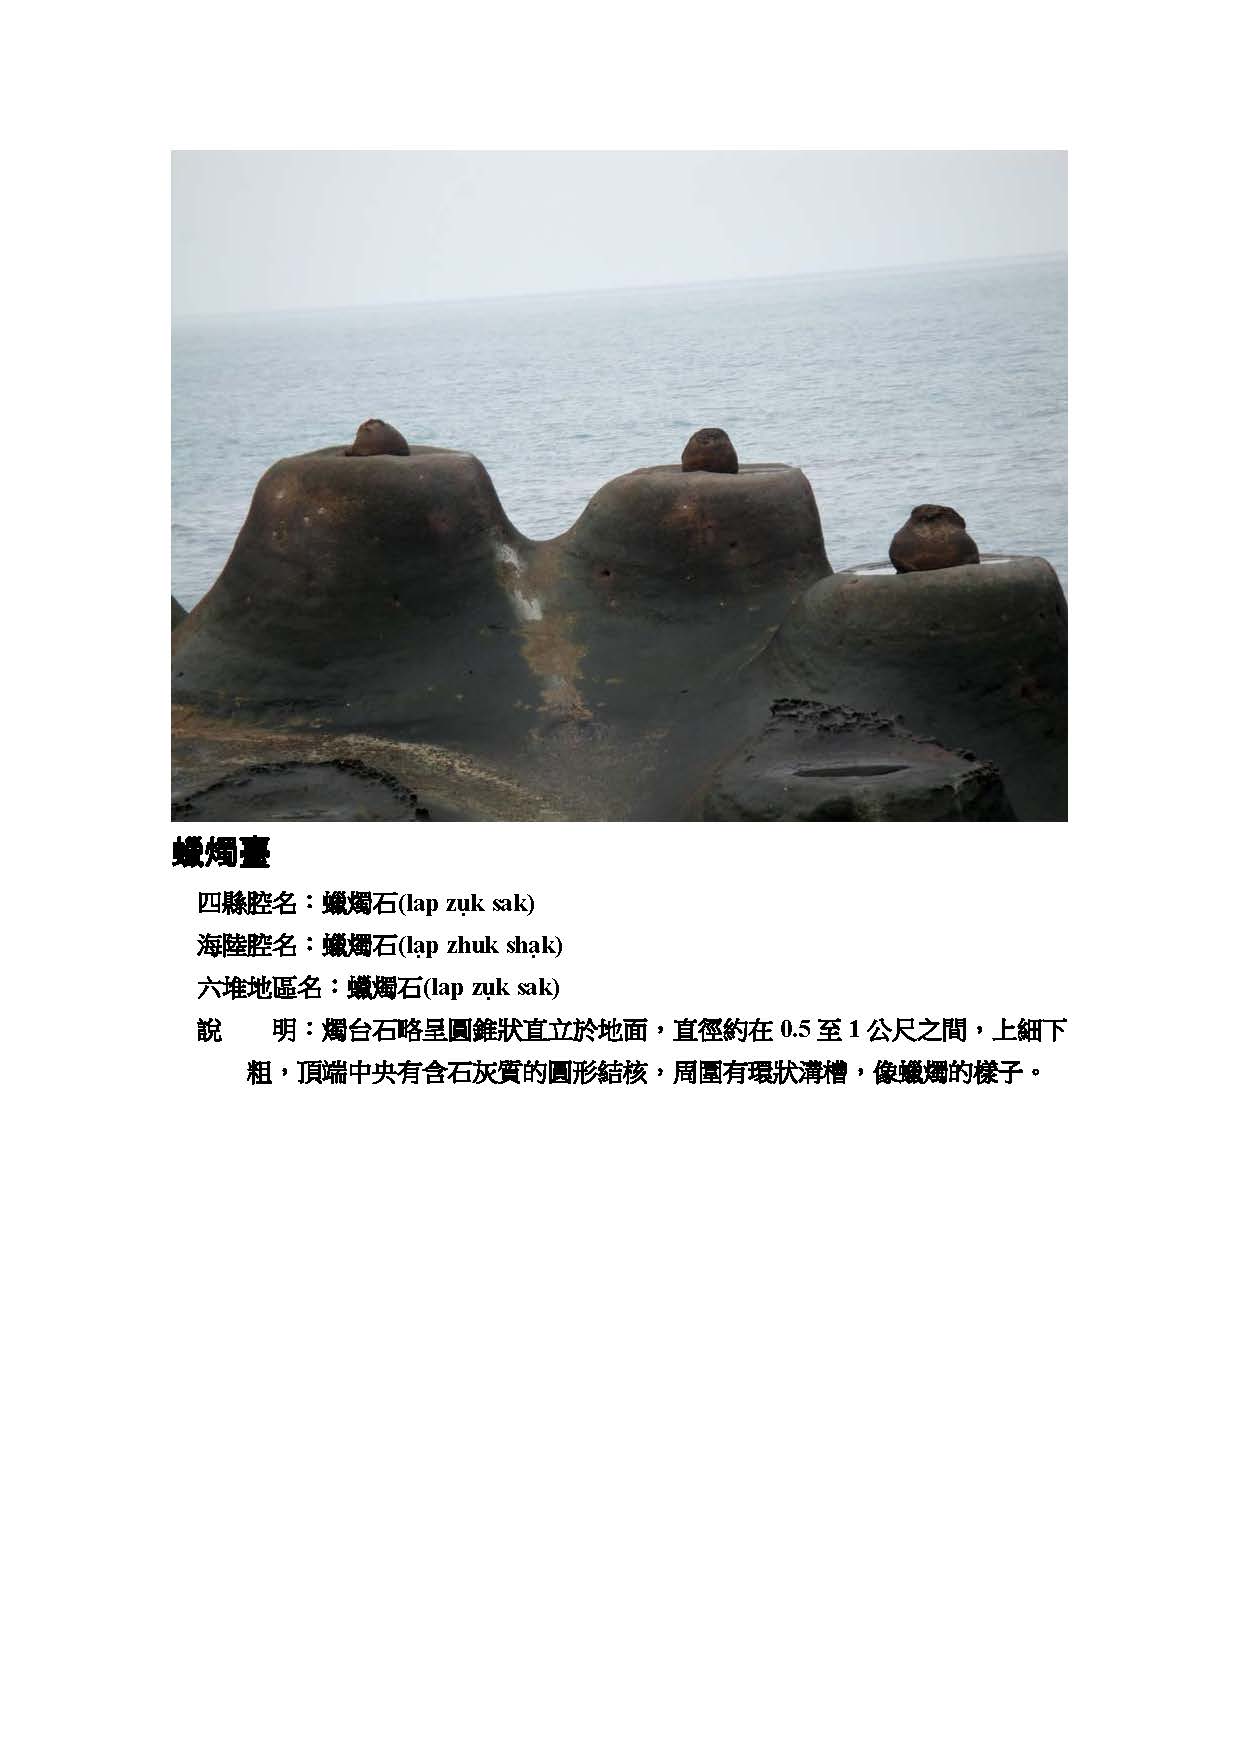 蠟燭臺
四縣腔名：蠟燭石(lap zụk sak)
海陸腔名：蠟燭石(lạp zhuk shạk)
六堆地區名：蠟燭石(lap zụk sak)
說　　明：燭台石略呈圓錐狀直立於地面，直徑約在 0.5 至 1 公尺之間，上細下
粗，頂端中央有含石灰質的圓形結核，周圍有環狀溝槽，像蠟燭的樣子。